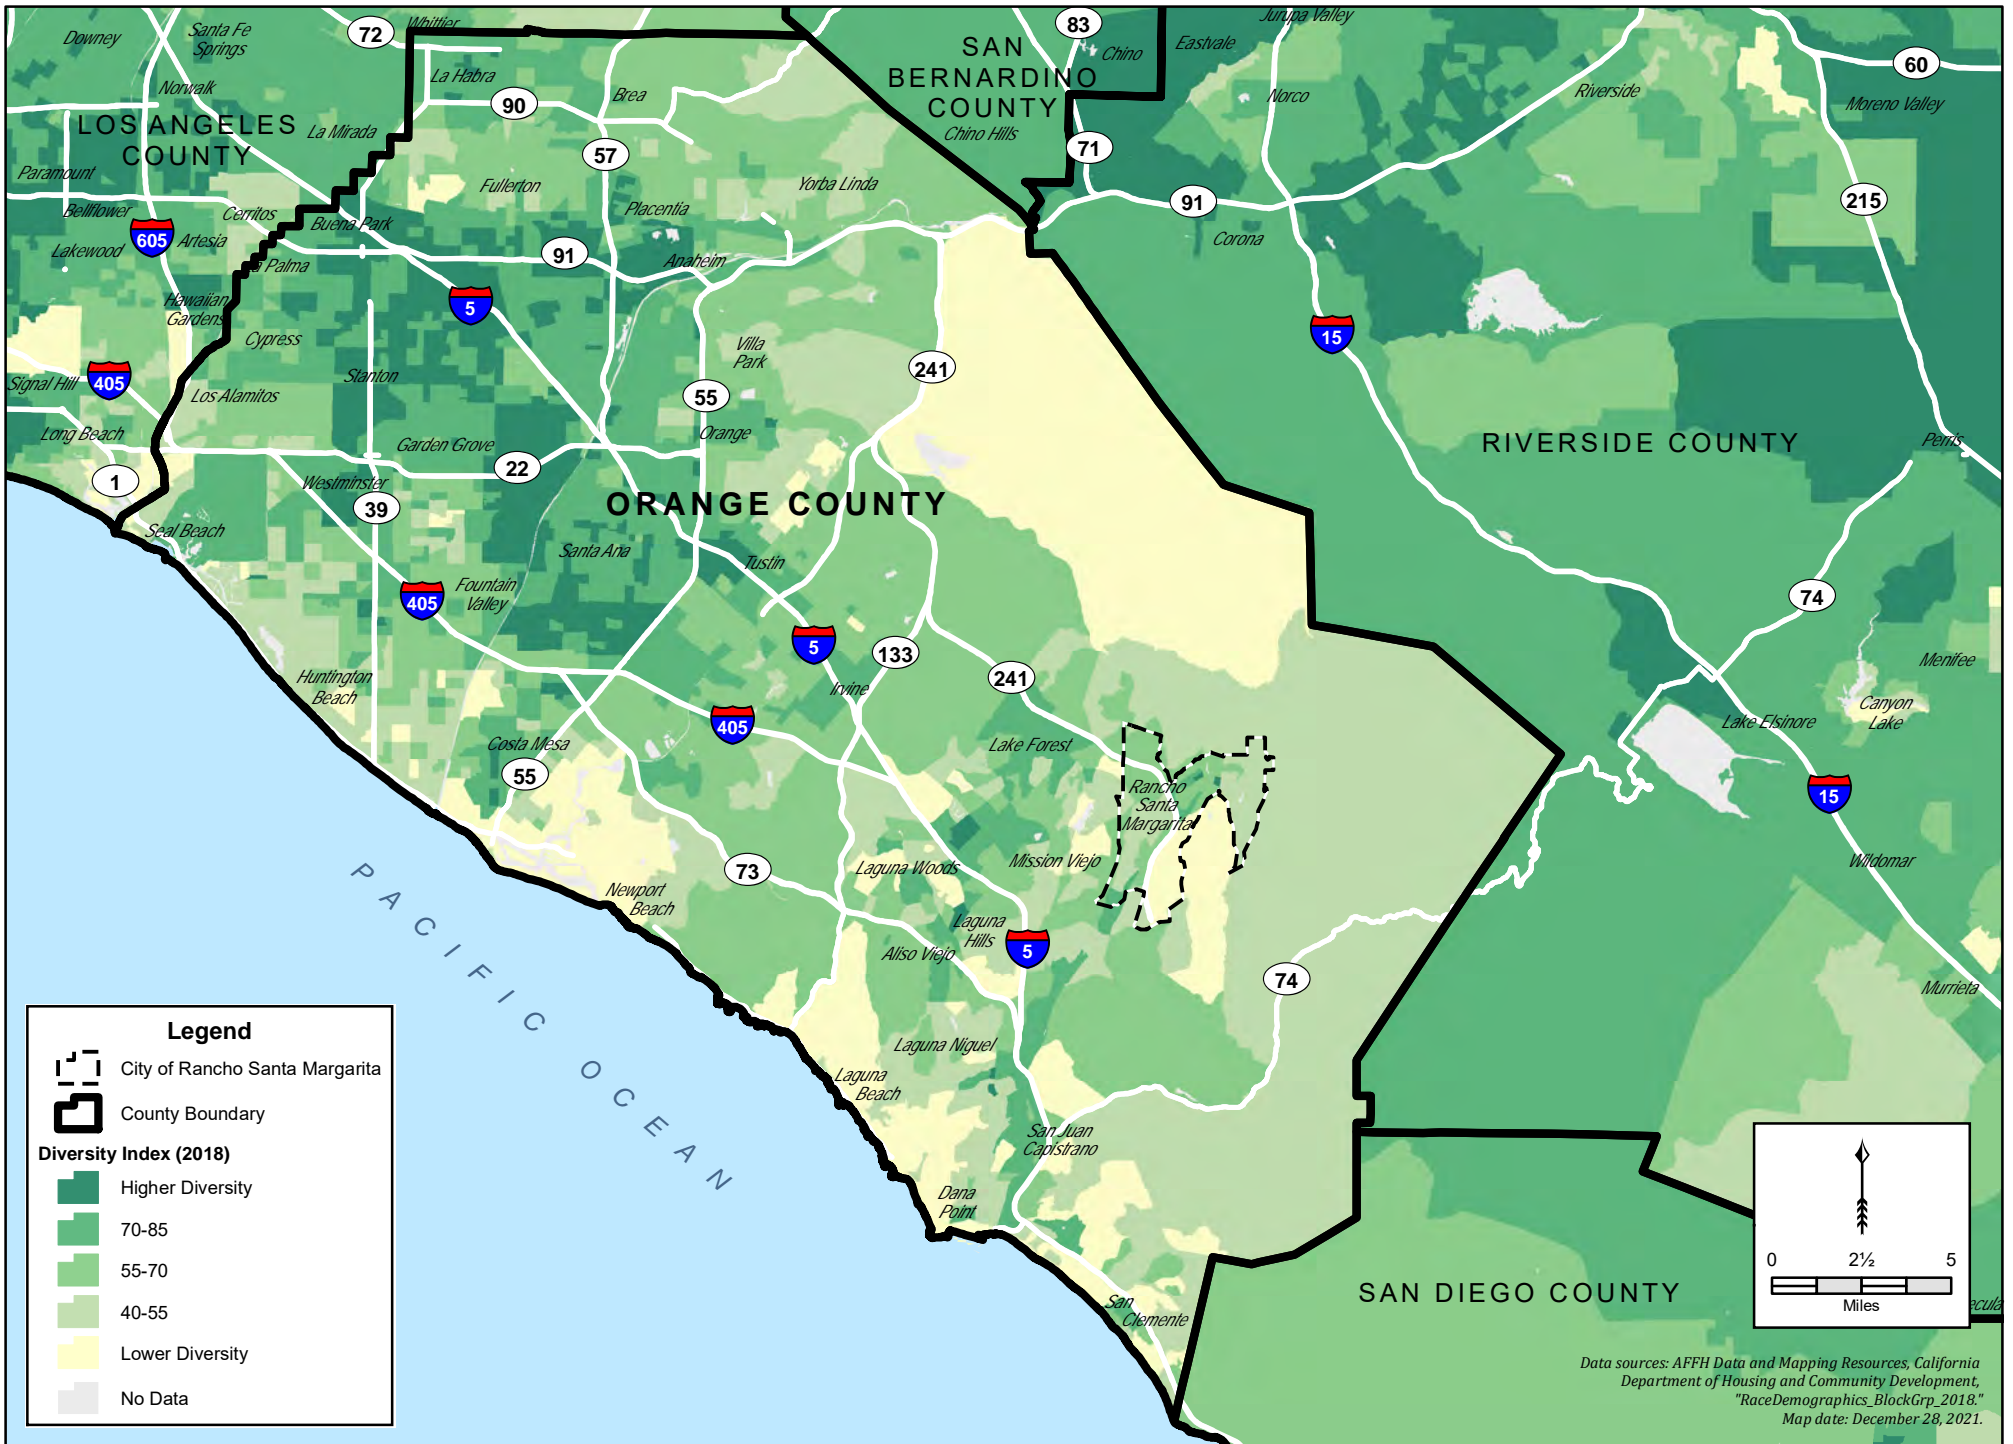 Downey
Santa Fe
Springs
72
Whittier
83
Chino
Eastvale
Jurupa Valley
60
Moreno Valley
SAN
BERNARDINO
COUNTY
Chino Hills
Norwalk
La Habra
90
Brea
Norco
Riverside
LOS ANGELES
COUNTY
La Mirada
57
71
Paramount
Fullerton
Yorba Linda
91
215
Bellflower
Cerritos
Buena Park
Placentia
605
Artesia
Lakewood
91
Anaheim
Corona
Hawaiian
Gardens
5
15
Cypress
Villa
Park
Signal Hill
405
Stanton
241
Los Alamitos
55
Long Beach
Garden Grove
Orange
RIVERSIDE COUNTY
Perris
22
1
Westminster
39
ORANGE COUNTY
Seal Beach
Santa Ana
Tustin
405
Fountain
Valley
74
5
133
Menifee
Huntington
Beach
Irvine
241
Canyon
Lake
405
Lake Elsinore
Costa Mesa
Lake Forest
55
Rancho
Santa
Margarita
15
73
Laguna Woods
Mission Viejo
Wildomar
Newport
Beach
Laguna
Hills
Aliso Viejo
5
74
Murrieta
PACIFIC OCEAN
Laguna Niguel
Laguna
Beach
San Juan
Capistrano
Dana
Point
San
Clemente
SAN DIEGO COUNTY
Legend
City of Rancho Santa Margarita
County Boundary
Diversity Index (2018)
Higher Diversity
70-85
55-70
40-55
Lower Diversity
No Data
0 2½ 5
Miles
Data sources: AFFH Data and Mapping Resources, California
Department of Housing and Community Development,
"RaceDemographics_BlockGrp_2018."
Map date: December 28, 2021.